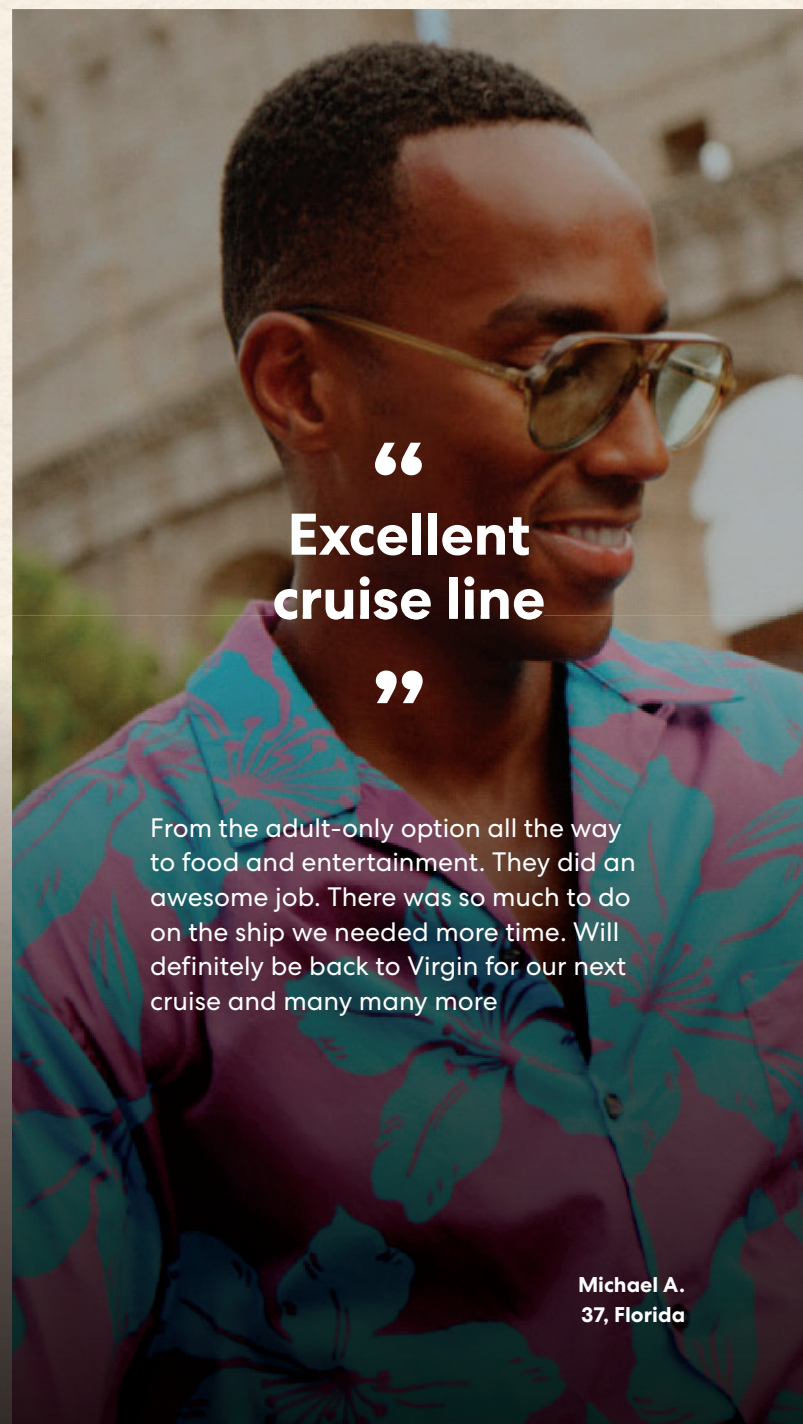 “
Excellent
cruise line
”
From the adult-only option all the way
to food and entertainment. They did an
awesome job. There was so much to do
on the ship we needed more time. Will
definitely be back to Virgin for our next
cruise and many many more
Michael A.
37, Florida